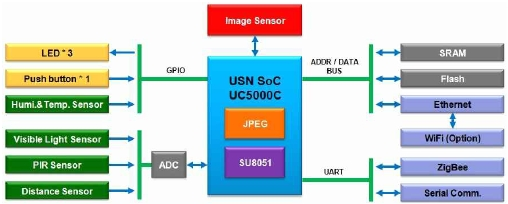 Image Sensor
LED * 3
Push button * 1
Humi.& Temp. Sensor
GPIO
Visible Light Sensor
PIR Sensor
Distance Sensor
ADC
USN SoC
UC5000C
JPEG
SU8051
ADDR / DATA
BUS
SRAM
Flash
Ethernet
WiFi (Option)
UART
ZigBee
Serial Comm.